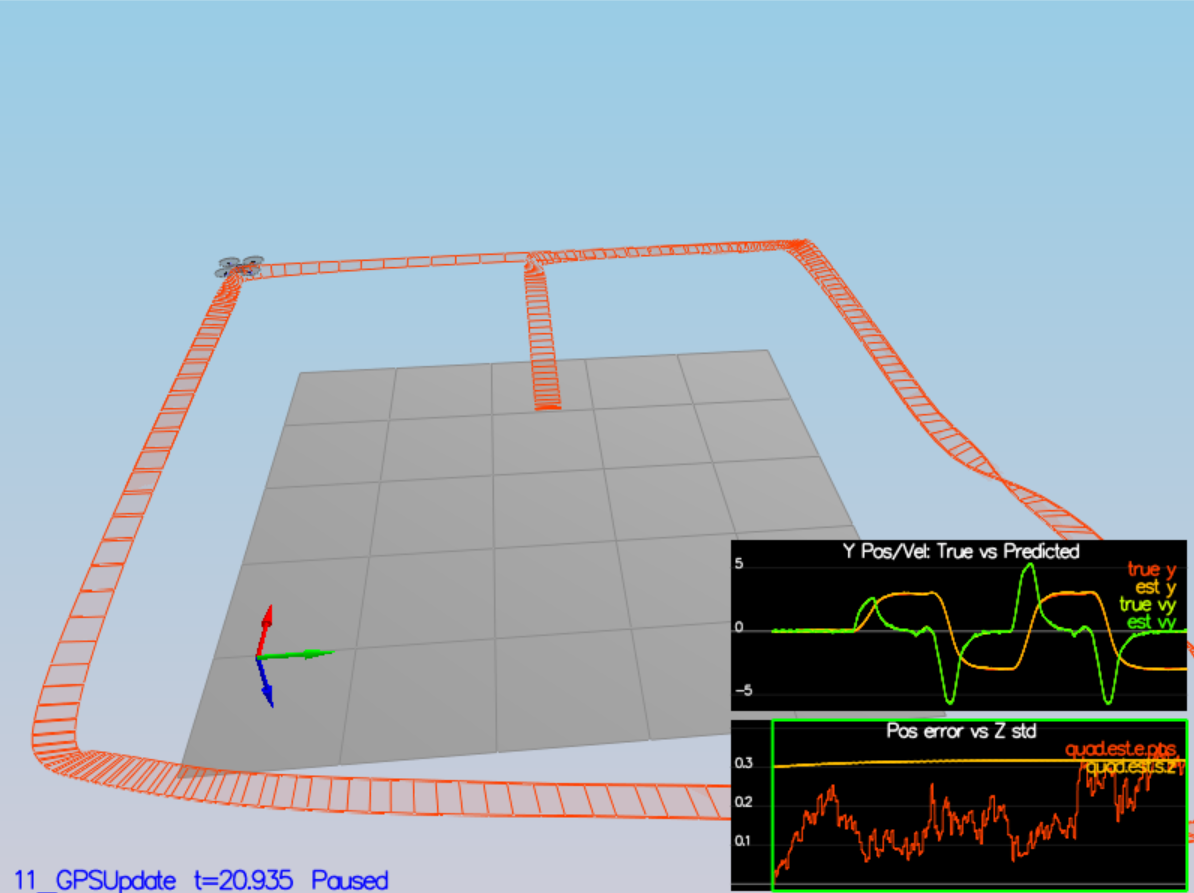 Y Pos/Vel: True vs Predicted
5
true y
est y
true vy
0
est vy
−5
Pos error vs Z std
quad.est.e.pos
0.3
quad.est.s.z
0.2
0.1
11_GPSUpdate t=20.935 Paused